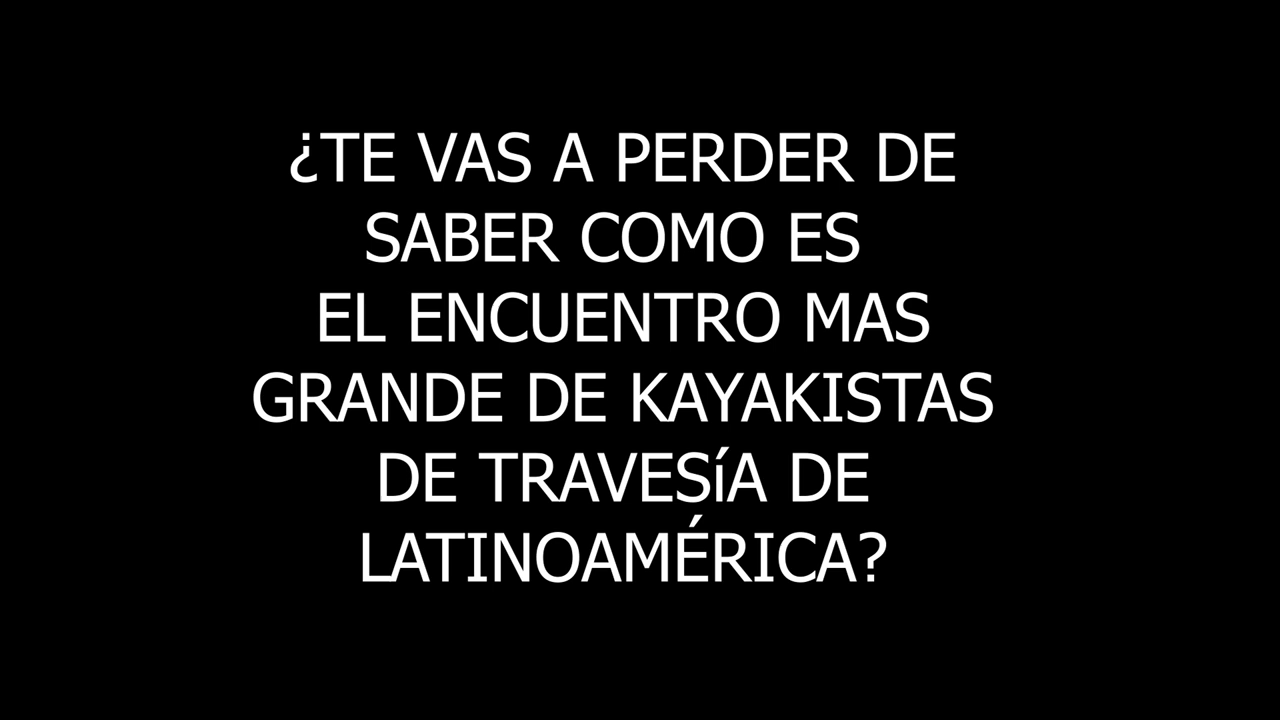 ¿TE VAS A PERDER DE
SABER COMO ES
EL ENCUENTRO MAS
GRANDE DE KAYAKISTAS
DE TRAVESíA DE
LATINOAMÉRICA?